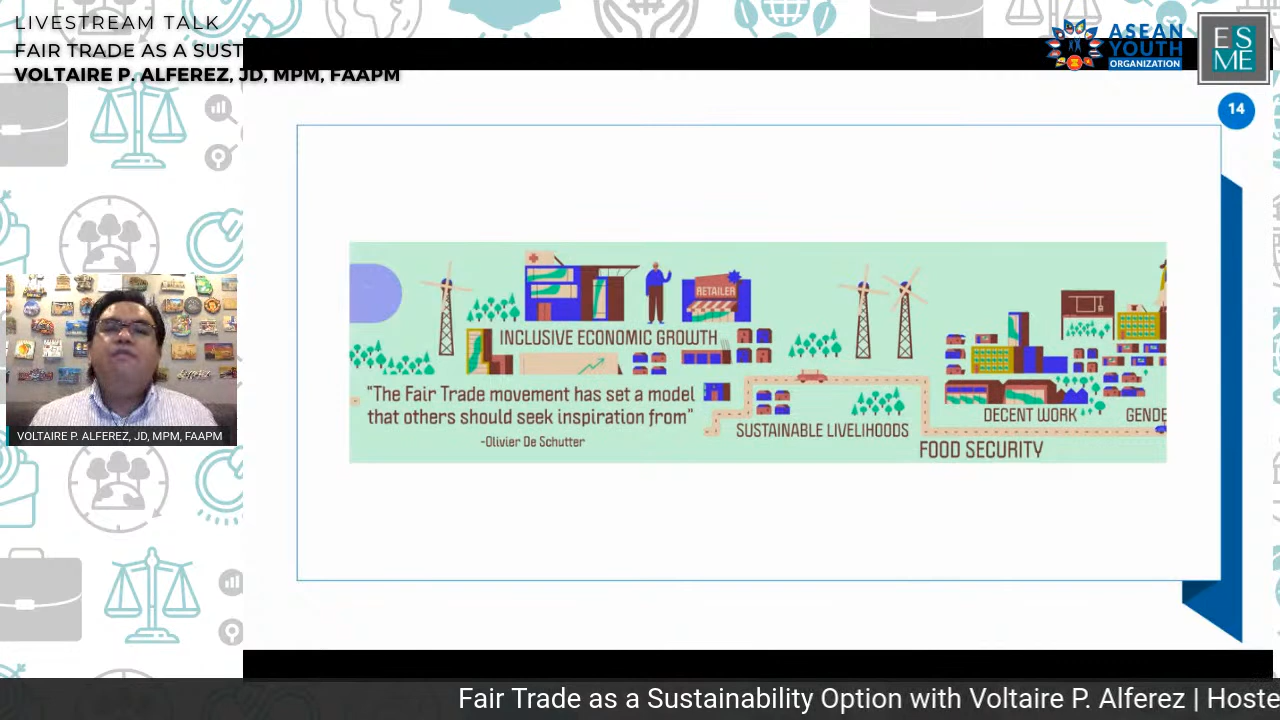 LIVESTREAM TALK
FAIR TRADE AS A SUST
VOLTAIRE P. ALFEREZ, JD, MPM, FAAPM
ASEAN
YOUTH
ORGANIZATION
ES
ME
14
RETAILER
INCLUSIVE ECONOMIC GROWTH
"The Fair Trade movement has set a model
that others should seek inspiration from"
-Olivier De Schutter
SUSTAINABLE LIVELIHOODS
DECENT WORK
GENDE
FOOD SECURITY
VOLTAIRE P. ALFEREZ, JD, MPM, FAAPM
Fair Trade as a Sustainability Option with Voltaire P. Alferez | Hoste